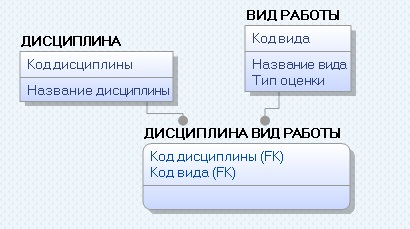 ВИД РАБОТЫ
Код вида
Название вида
Тип оценки
ДИСЦИПЛИНА
Код дисциплины
Название дисциплины
ДИСЦИПЛИНА ВИД РАБОТЫ
Код дисциплины (FK)
Код вида (FK)